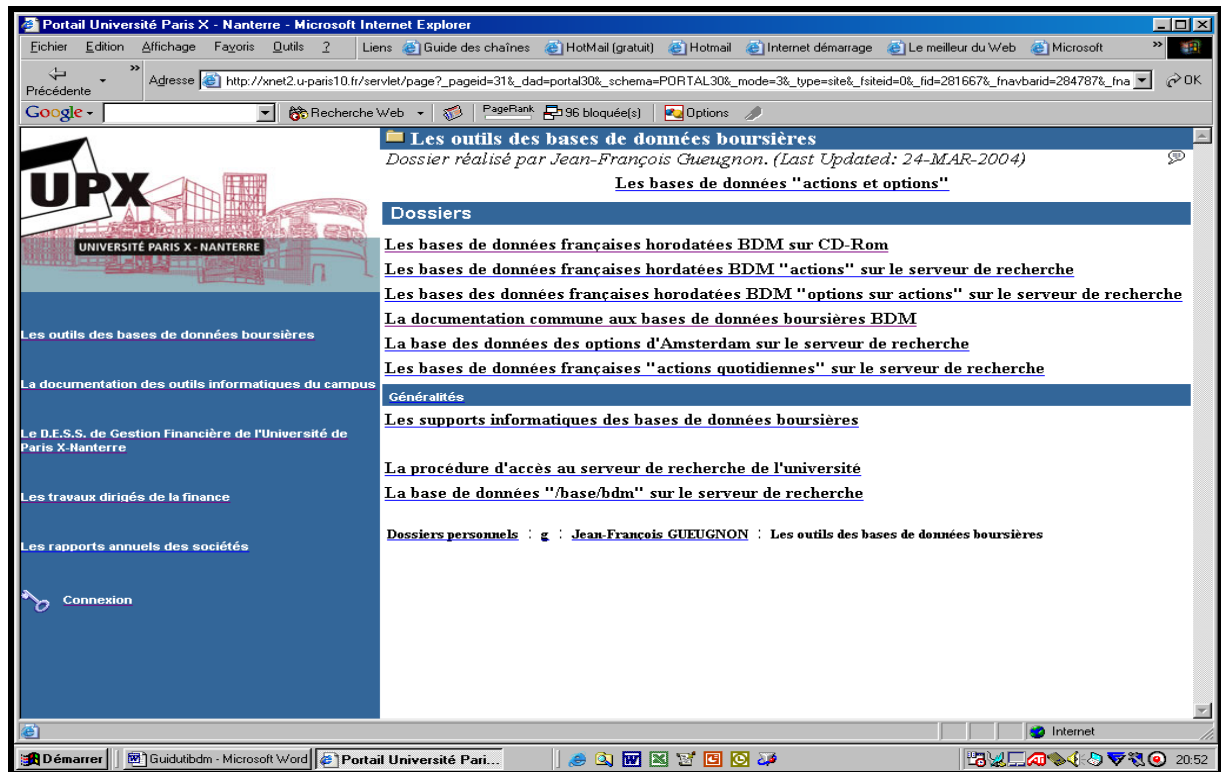 Portail Université Paris X - Nanterre - Microsoft Internet Explorer
Eichier Edition Affichage Favoris Outils ? Liens Guide des chaînes HotMail (gratuit) Hotmail Internet démarrage Le meilleur du Web Microsoft »
Précédente » Adresse http://xnet2.u-paris10.fr/servlet/page?_pageid=31&_dad=portal30&_schema=PORTAL30&_mode=3&_type=site&_fsiteid=0&_fid=281667&_fnavbarid=284787&_fna OK
Google Recherche Web PageRank 96 bloquée(s) Options
UPX
UNIVERSITÉ PARIS X - NANTERRE
Les outils des bases de données boursières
La documentation des outils informatiques du campus
Le D.E.S.S. de Gestion Financière de l'Université de
Paris X-Nanterre
Les travaux dirigés de la finance
Les rapports annuels des sociétés
Connexion
Les outils des bases de données boursières
Dossier réalisé par Jean-François Gueugnon. (Last Updated: 24-MAR-2004)
Les bases de données "actions et options"
Dossiers
Les bases de données françaises horodatées BDM sur CD-Rom
Les bases de données françaises hordatées BDM "actions" sur le serveur de recherche
Les bases des données françaises horodatées BDM "options sur actions" sur le serveur de recherche
La documentation commune aux bases de données boursières BDM
La base des données des options d'Amsterdam sur le serveur de recherche
Les bases de données françaises "actions quotidiennes" sur le serveur de recherche
Généralités
Les supports informatiques des bases de données boursières
La procédure d'accès au serveur de recherche de l'université
La base de données "/base/bdm" sur le serveur de recherche
Dossiers personnels : g : Jean-François GUEUGNON : Les outils des bases de données boursières
Internet
Démarrer Guidutibdm - Microsoft Word Portail Université Pari... 20:52